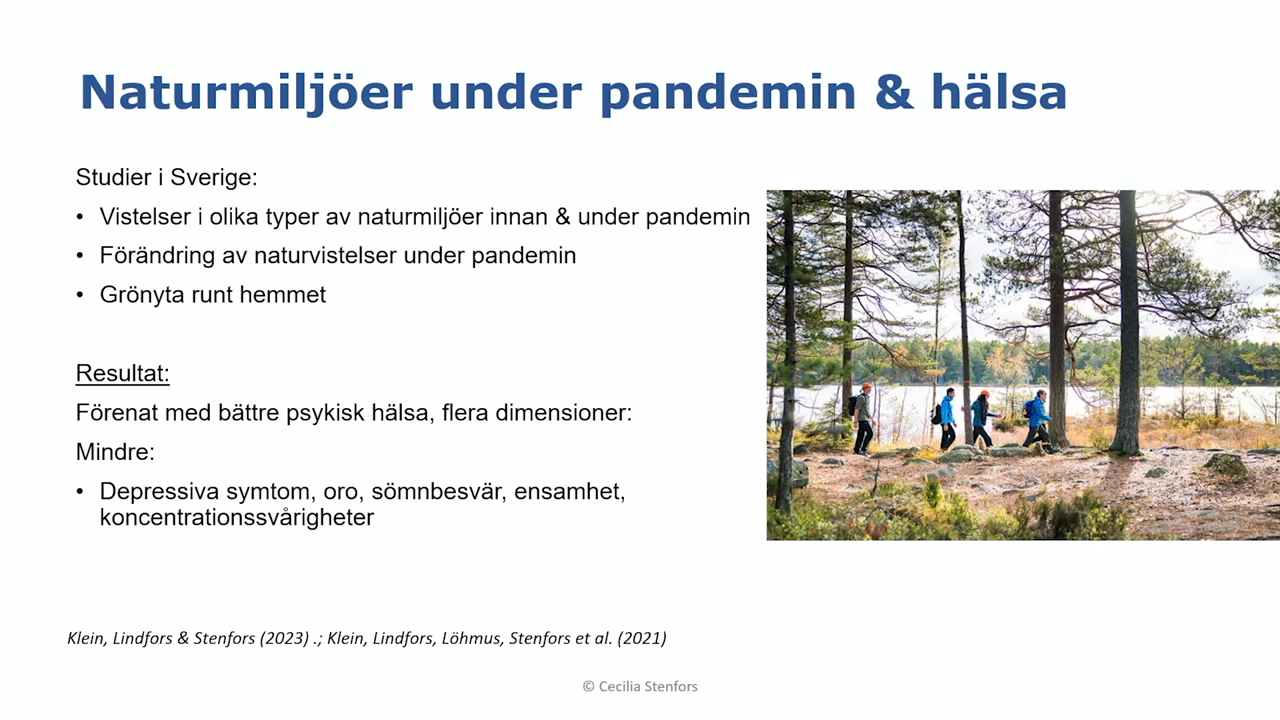 Naturmiljöer under pandemin & hälsa
Studier i Sverige:
• Vistelser i olika typer av naturmiljöer innan & under pandemin
• Förändring av naturvistelser under pandemin
• Grönyta runt hemmet
Resultat:
Förenat med bättre psykisk hälsa, flera dimensioner:
Mindre:
• Depressiva symtom, oro, sömnbesvär, ensamhet,
koncentrationssvårigheter
Klein, Lindfors & Stenfors (2023) .; Klein, Lindfors, Löhmus, Stenfors et al. (2021)
© Cecilia Stenfors